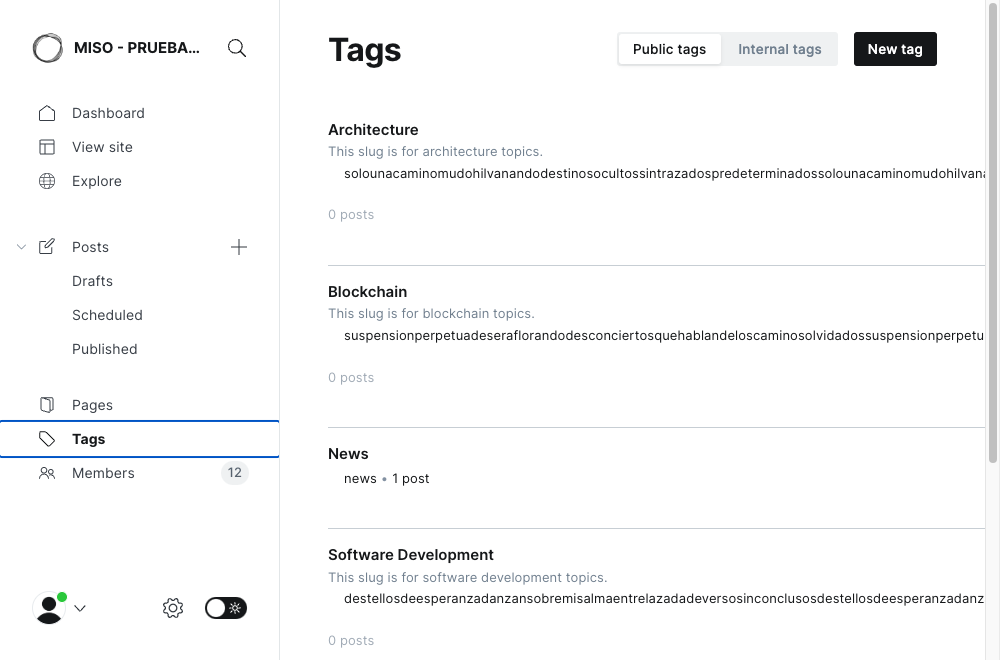 MISO - PRUEBA...
Dashboard
View site
Explore
Posts
Drafts
Scheduled
Published
Pages
Tags
Members
12
Tags
Public tags
Internal tags
New tag
Architecture
This slug is for architecture topics.
solounacaminomudohilvanandodestinosocultossintrazadospredeterminadossolounacaminomudohilvana
0 posts
Blockchain
This slug is for blockchain topics.
suspensionperpetuadeseraflorandodesconciertosquehablandeloscaminosolvidadossuspensionperpetu
0 posts
News
news • 1 post
Software Development
This slug is for software development topics.
destellosdeesperanzadanzansobremisalmaentrelazadadeversosinconclusosdestellosdeesperanzadanz
0 posts